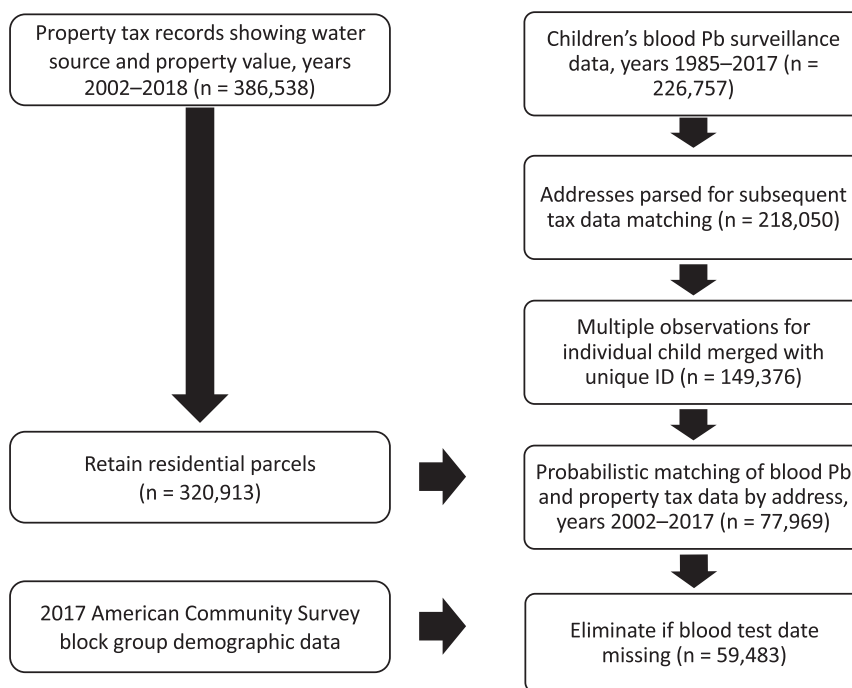 Property tax records showing water
source and property value, years
2002–2018 (n = 386,538)
Retain residential parcels
(n = 320,913)
2017 American Community Survey
block group demographic data
Children's blood Pb surveillance
data, years 1985–2017 (n =
226,757)
Addresses parsed for subsequent
tax data matching (n = 218,050)
Multiple observations for
individual child merged with
unique ID (n = 149,376)
Probabilistic matching of blood Pb
and property tax data by address,
years 2002–2017 (n = 77,969)
Eliminate if blood test date
missing (n = 59,483)